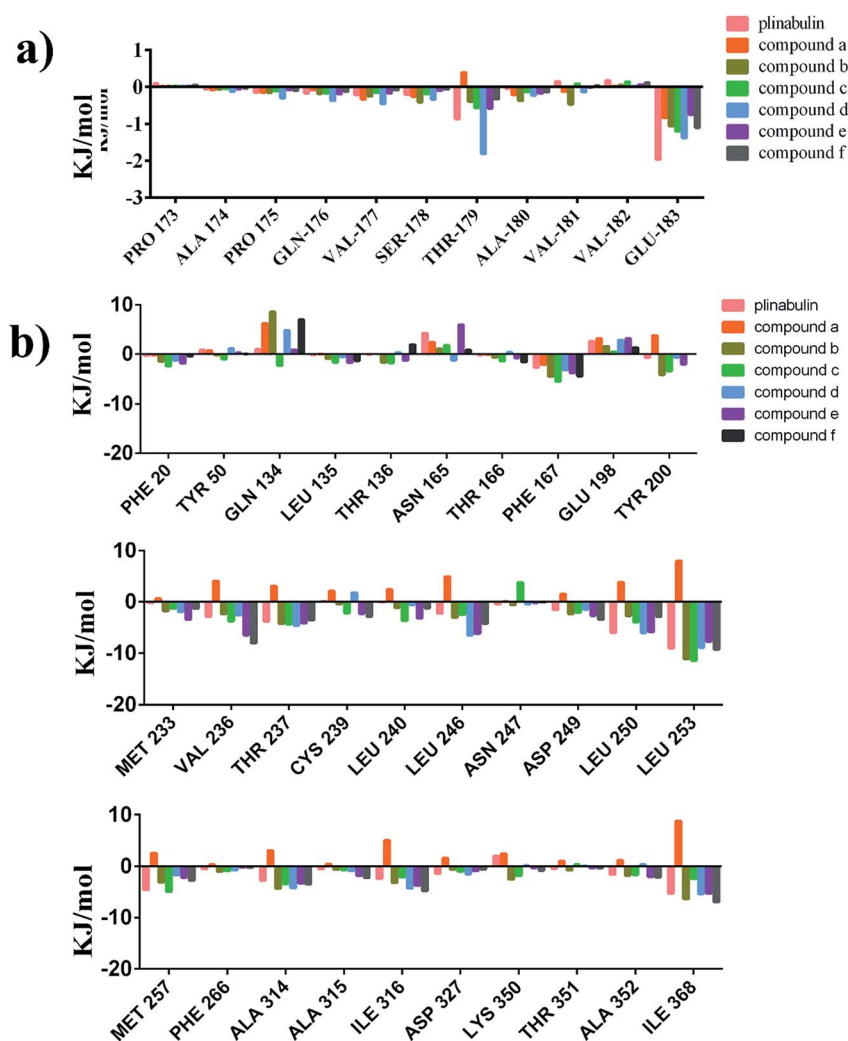 a)
KJ/mol
KJ/mol
1
0
-1
-2
-3
PRO 173
ALA 174
PRO 175
GLN-176
VAL-177
SER-178
THR-179
ALA-180
VAL-181
VAL-182
GLU-183
plinabulin
compound a
compound b
compound c
compound d
compound e
compound f
b)
KJ/mol
10
0
-10
-20
PHE 20
TYR 50
GLN 134
LEU 135
THR 136
ASN 165
THR 166
PHE 167
GLU 198
TYR 200
plinabulin
compound a
compound b
compound c
compound d
compound e
compound f
KJ/mol
10
0
-10
-20
MET 233
VAL 236
THR 237
CYS 239
LEU 240
LEU 246
ASN 247
ASP 249
LEU 250
LEU 253
KJ/mol
10
0
-10
-20
MET 257
PHE 266
ALA 314
ALA 315
ILE 316
ASP 327
LYS 350
THR 351
ALA 352
ILE 368